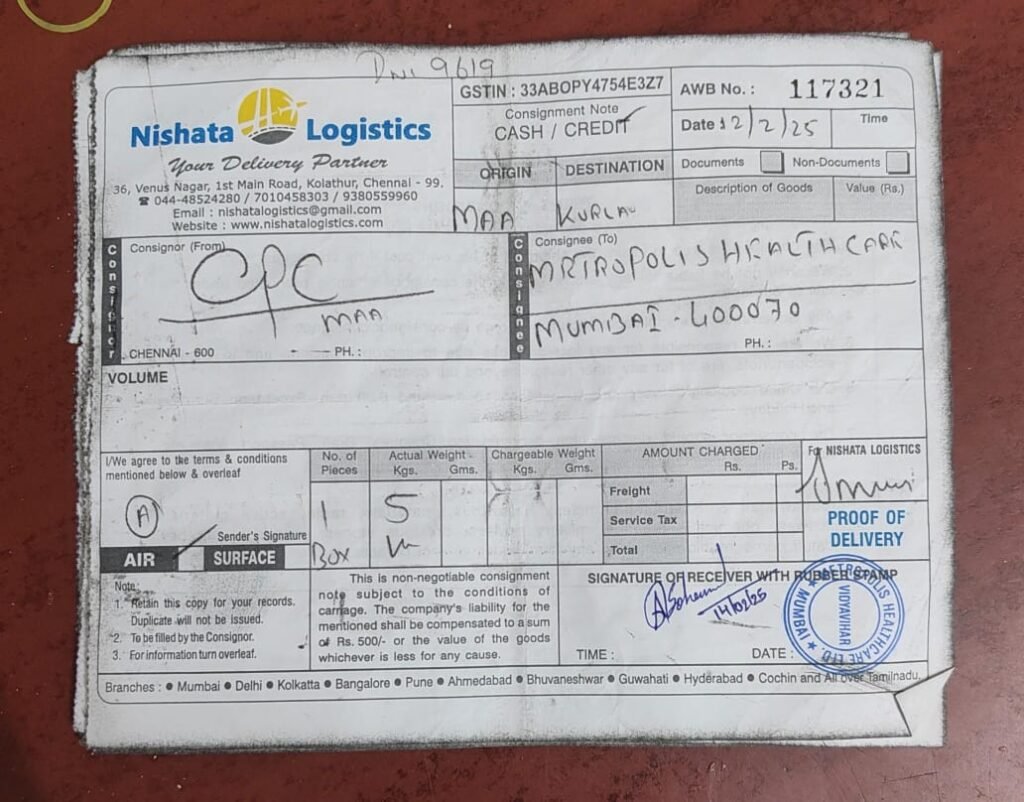 DNI 9619
Nishata Logistics
Your Delivery Partner
36, Venus Nagar, 1st Main Road, Kolathur, Chennai - 99.
☎ 044-48524280 / 7010458303 / 9380559960
Email : nishatalogistics@gmail.com
Website : www.nishatalogistics.com
GSTIN : 33ABOPY4754E3Z7
Consignment Note
CASH / CREDIT
AWB No. : 117321
Date : 12/2/25
Time
ORIGIN DESTINATION
MAA KURLA
Documents Non-Documents
Description of Goods Value (Rs.)
Consignor
Consignor (From)
CPC
MAA
CHENNAI - 600 PH. :
Consignee
Consignee (To)
METROPOLIS HEALTH CARE
MUMBAI - 400070
PH. :
VOLUME
I/We agree to the terms & conditions
mentioned below & overleaf
A
Sender's Signature
AIR SURFACE
No. of Pieces
1
BOX
Actual Weight
Kgs. Gms.
5
Chargeable Weight
Kgs. Gms.
AMOUNT CHARGED
Rs. Ps.
Freight
Service Tax
Total
For NISHATA LOGISTICS
PROOF OF
DELIVERY
Note:
1. Retain this copy for your records.
Duplicate will not be issued.
2. To be filled by the Consignor.
3. For information turn overleaf.
This is non-negotiable consignment
note subject to the conditions of
carriage. The company's liability for the
mentioned shall be compensated to a sum
of Rs. 500/- or the value of the goods
whichever is less for any cause.
SIGNATURE OF RECEIVER WITH RUBBER STAMP
14/02/25
METROPOLIS HEALTHCARE LTD.
VIDYAVIHAR
★ MUMBAI ★
TIME : DATE :
Branches : ● Mumbai ● Delhi ● Kolkatta ● Bangalore ● Pune ● Ahmedabad ● Bhuvaneshwar ● Guwahati ● Hyderabad ● Cochin and All over Tamilnadu.